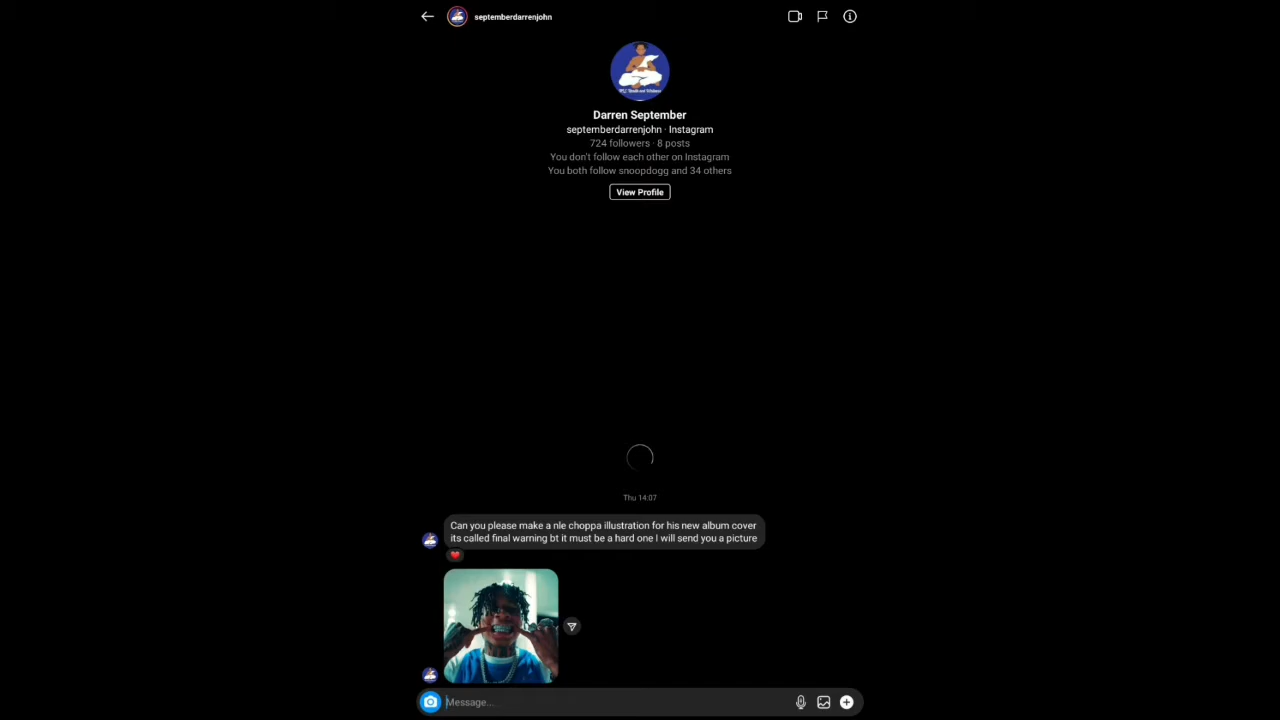 septemberdarrenjohn
Darren September
septemberdarrenjohn · Instagram
724 followers · 8 posts
You don't follow each other on Instagram
You both follow snoopdogg and 34 others
View Profile
Thu 14:07
Can you please make a nle choppa illustration for his new album cover
its called final warning bt it must be a hard one I will send you a picture
Message...